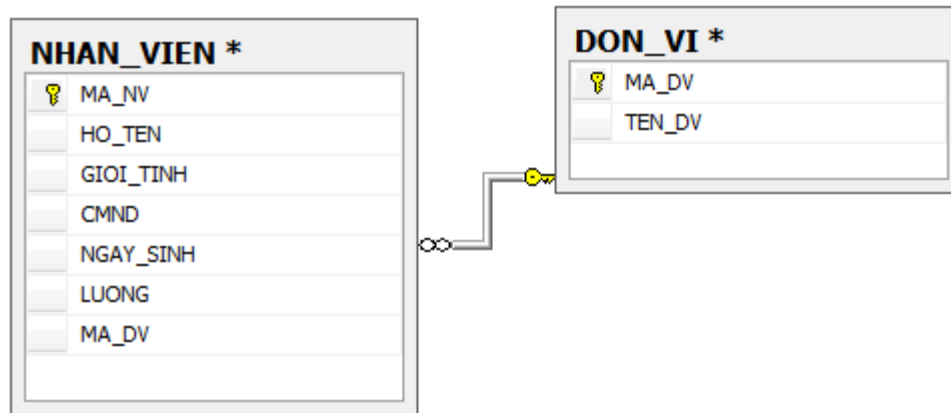 NHAN_VIEN *
MA_NV
HO_TEN
GIOI_TINH
CMND
NGAY_SINH
LUONG
MA_DV
DON_VI *
MA_DV
TEN_DV